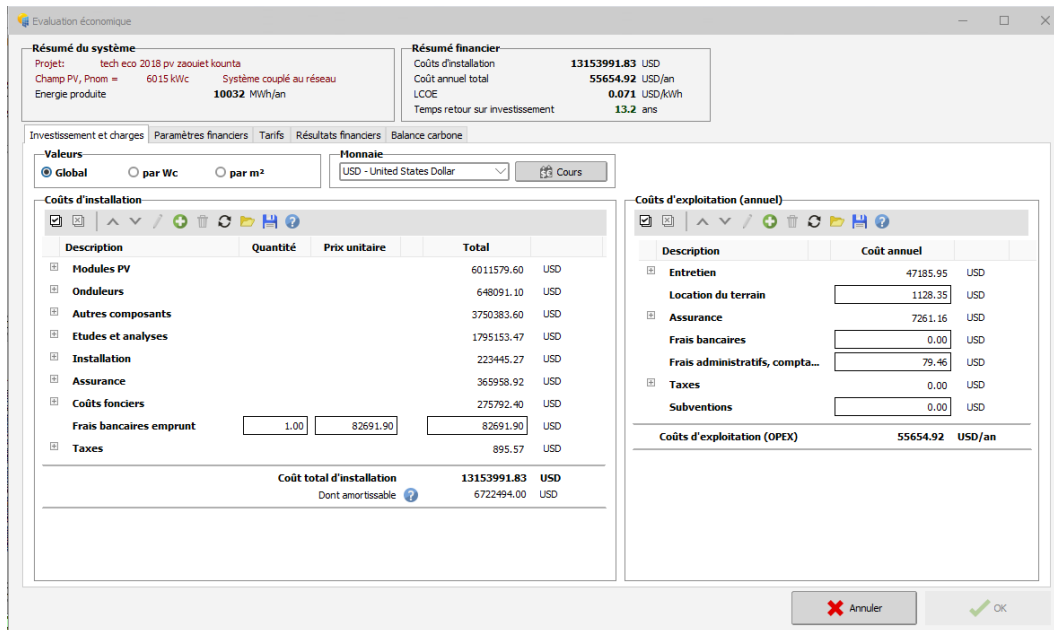 Evaluation économique
Résumé du système
Projet: tech eco 2018 pv zaouiet kounta
Champ PV, Pnom = 6015 kWc Système couplé au réseau
Energie produite 10032 MWh/an
Résumé financier
Coûts d'installation 13153991.83 USD
Coût annuel total 55654.92 USD/an
LCOE 0.071 USD/kWh
Temps retour sur investissement 13.2 ans
Investissement et charges Paramètres financiers Tarifs Résultats financiers Balance carbone
Valeurs
Global par Wc par m²
Monnaie
USD - United States Dollar Cours
Coûts d'installation
Description Quantité Prix unitaire Total
Modules PV 6011579.60 USD
Onduleurs 648091.10 USD
Autres composants 3750383.60 USD
Etudes et analyses 1795153.47 USD
Installation 223445.27 USD
Assurance 365958.92 USD
Coûts fonciers 275792.40 USD
Frais bancaires emprunt 1.00 82691.90 82691.90 USD
Taxes 895.57 USD
Coût total d'installation 13153991.83 USD
Dont amortissable 6722494.00 USD
Coûts d'exploitation (annuel)
Description Coût annuel
Entretien 47185.95 USD
Location du terrain 1128.35 USD
Assurance 7261.16 USD
Frais bancaires 0.00 USD
Frais administratifs, compta... 79.46 USD
Taxes 0.00 USD
Subventions 0.00 USD
Coûts d'exploitation (OPEX) 55654.92 USD/an
Annuler OK